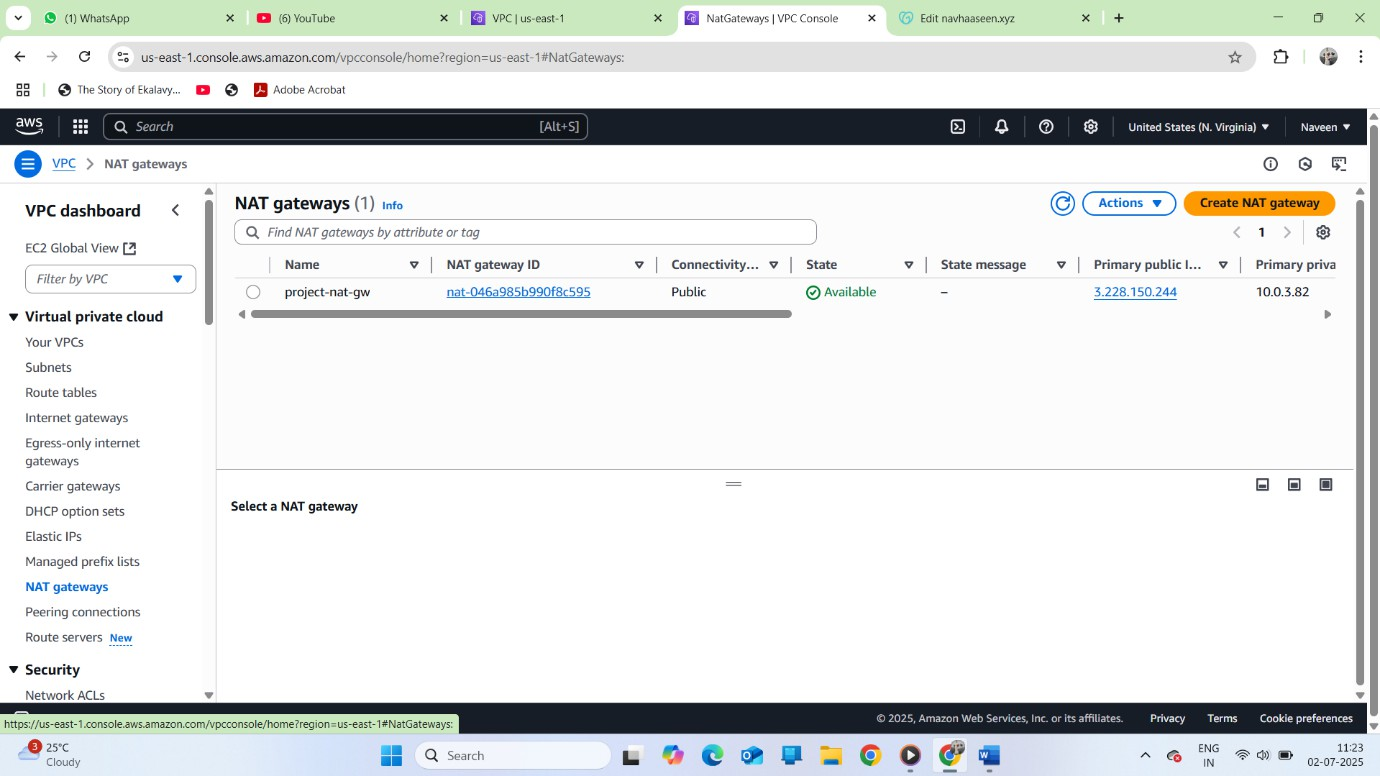 (1) WhatsApp
(6) YouTube
VPC | us-east-1
NatGateways | VPC Console
Edit navhaaseen.xyz
us-east-1.console.aws.amazon.com/vpcconsole/home?region=us-east-1#NatGateways:
The Story of Ekalavy...
Adobe Acrobat
aws
Search
[Alt+S]
United States (N. Virginia)
Naveen
VPC
NAT gateways
VPC dashboard
EC2 Global View
Filter by VPC
Virtual private cloud
Your VPCs
Subnets
Route tables
Internet gateways
Egress-only internet
gateways
Carrier gateways
DHCP option sets
Elastic IPs
Managed prefix lists
NAT gateways
Peering connections
Route servers New
Security
Network ACLs
NAT gateways (1) Info
Actions
Create NAT gateway
Find NAT gateways by attribute or tag
1
Name NAT gateway ID Connectivity... State State message Primary public I... Primary priva
project-nat-gw nat-046a985b990f8c595 Public Available – 3.228.150.244 10.0.3.82
Select a NAT gateway
https://us-east-1.console.aws.amazon.com/vpcconsole/home?region=us-east-1#NatGateways:
© 2025, Amazon Web Services, Inc. or its affiliates.
Privacy
Terms
Cookie preferences
3
25°C
Cloudy
Search
ENG
IN
11:23
02-07-2025